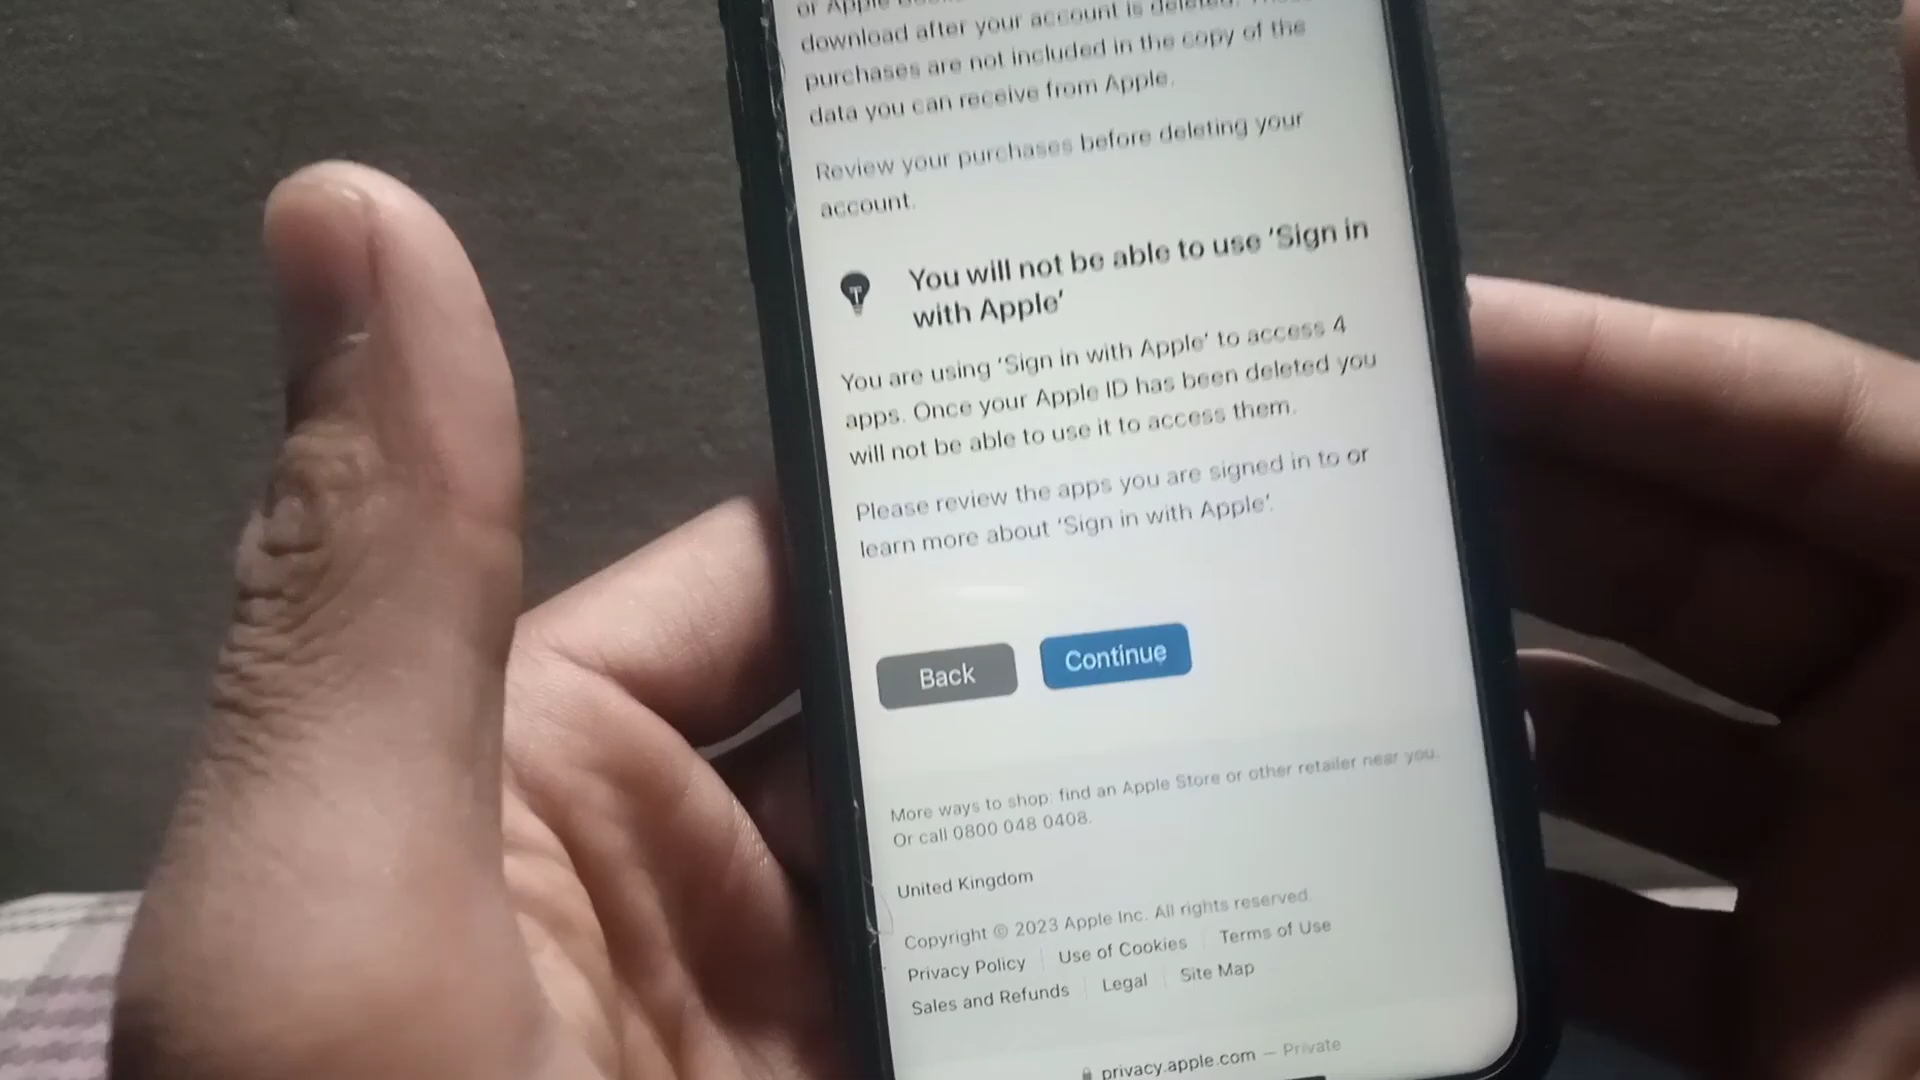 or Apple
download after your account is deleted.
purchases are not included in the copy of the
data you can receive from Apple.
Review your purchases before deleting your
account.
You will not be able to use ‘Sign in
with Apple’
You are using ‘Sign in with Apple’ to access 4
apps. Once your Apple ID has been deleted you
will not be able to use it to access them.
Please review the apps you are signed in to or
learn more about ‘Sign in with Apple’.
Back
Continue
More ways to shop: find an Apple Store or other retailer near you.
Or call 0800 048 0408.
United Kingdom
Copyright © 2023 Apple Inc. All rights reserved.
Privacy Policy Use of Cookies Terms of Use
Sales and Refunds Legal Site Map
privacy.apple.com — Private